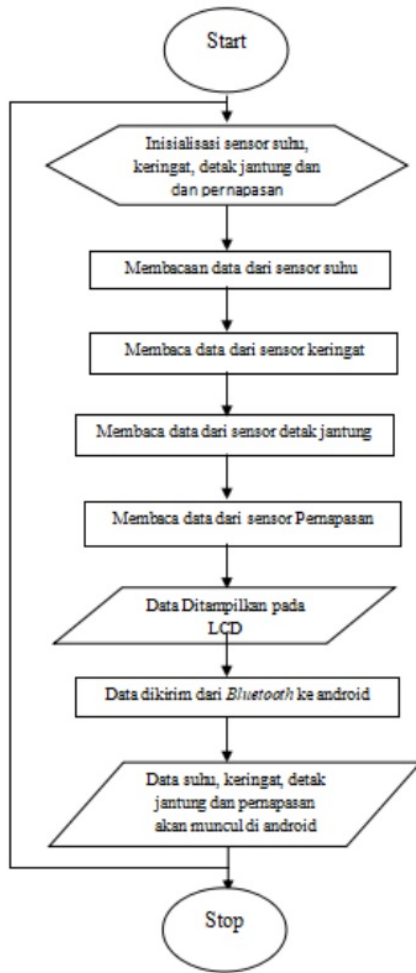 Start
Inisialisasi sensor suhu,
keringat, detak jantung dan
dan pernapasan
Membacaan data dari sensor suhu
Membaca data dari sensor keringat
Membaca data dari sensor detak jantung
Membaca data dari sensor Pernapasan
Data Ditampilkan pada
LCD
Data dikirim dari Bluetooth ke android
Data suhu, keringat, detak
jantung dan pernapasan
akan muncul di android
Stop